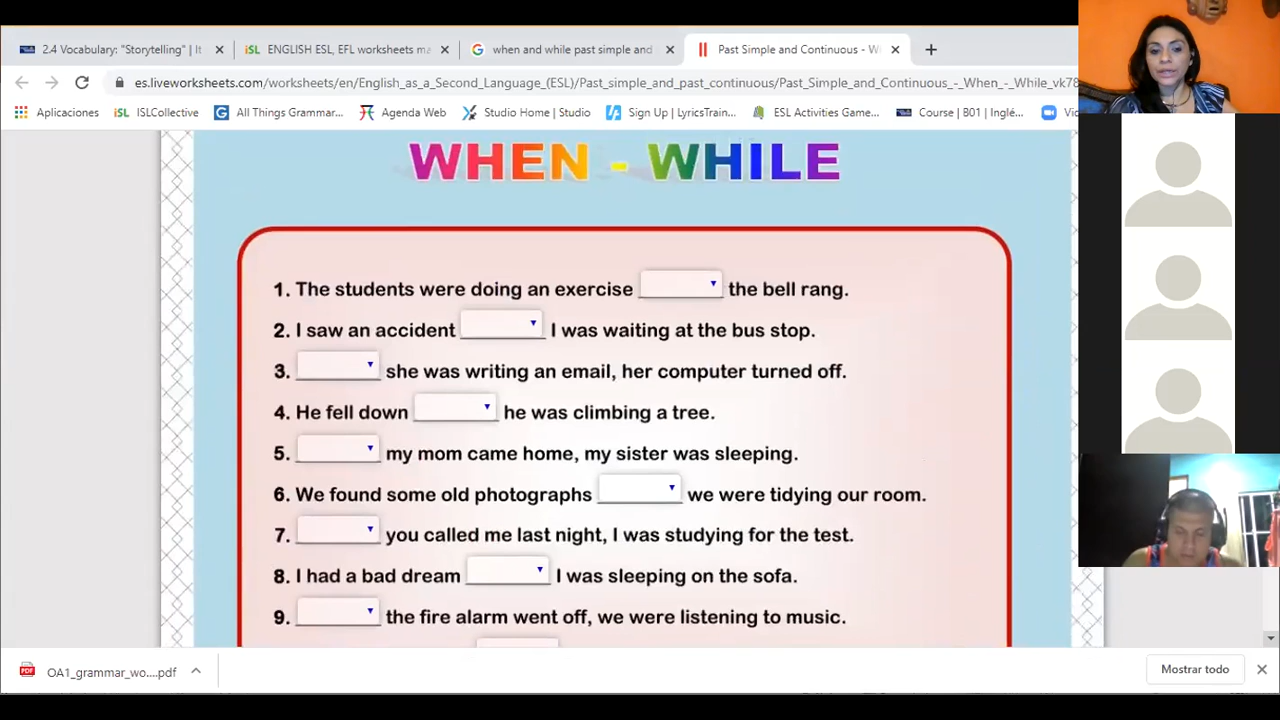 2.4 Vocabulary: "Storytelling" | It
ENGLISH ESL, EFL worksheets ma
when and while past simple and
Past Simple and Continuous - W
es.liveworksheets.com/worksheets/en/English_as_a_Second_Language_(ESL)/Past_simple_and_past_continuous/Past_Simple_and_Continuous_-_When_-_While_vk78
Aplicaciones
iSL ISLCollective
All Things Grammar...
Agenda Web
Studio Home | Studio
Sign Up | LyricsTrain...
ESL Activities Game...
Course | B01 | Inglé...
Vio
WHEN - WHILE
1. The students were doing an exercise the bell rang.
2. I saw an accident I was waiting at the bus stop.
3. she was writing an email, her computer turned off.
4. He fell down he was climbing a tree.
5. my mom came home, my sister was sleeping.
6. We found some old photographs we were tidying our room.
7. you called me last night, I was studying for the test.
8. I had a bad dream I was sleeping on the sofa.
9. the fire alarm went off, we were listening to music.
OA1_grammar_wo....pdf
Mostrar todo